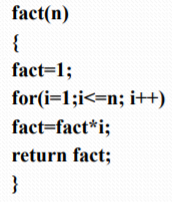 fact(n)
{
fact=1;
for(i=1;i<=n; i++)
fact=fact*i;
return fact;
}